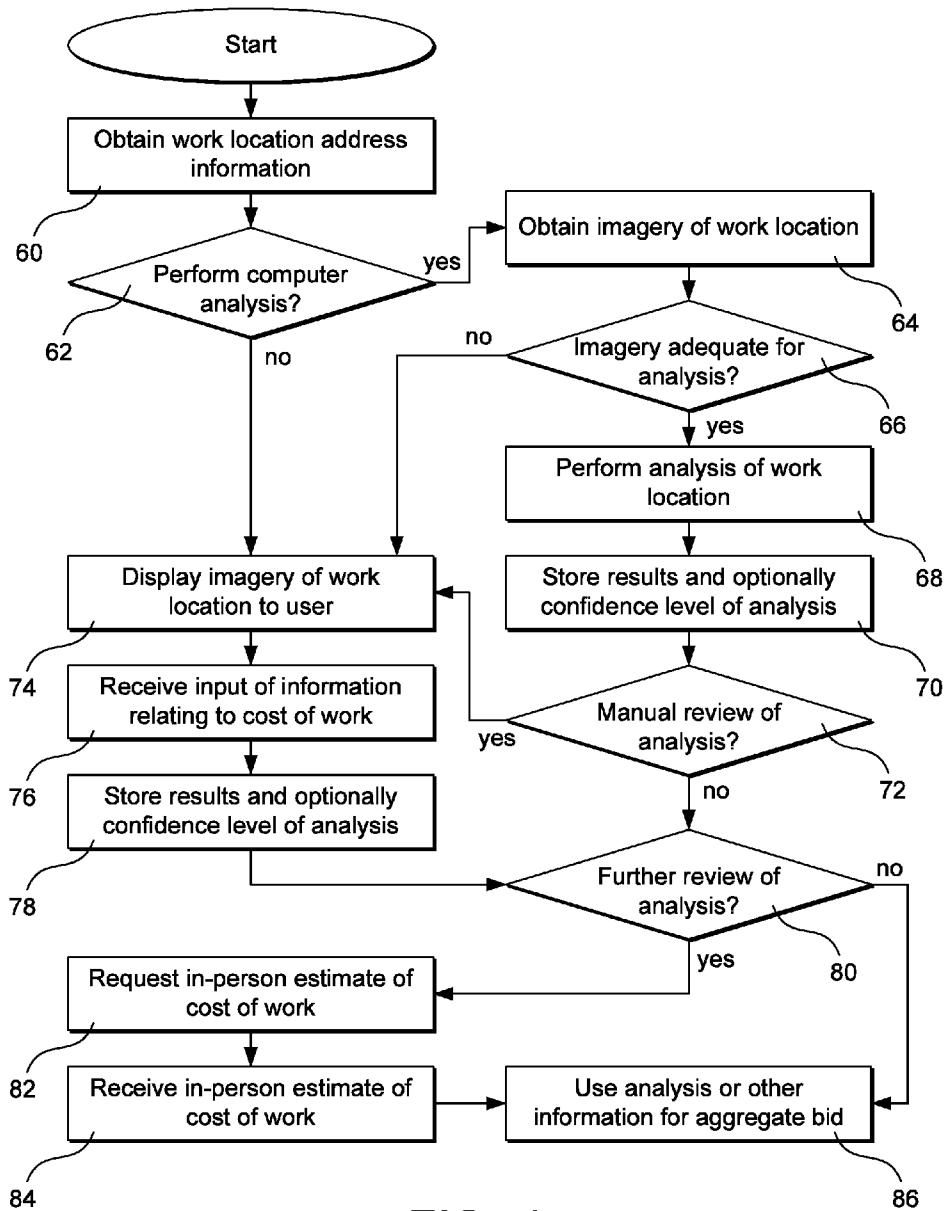 Start
Obtain work location address
information
60
Perform computer
analysis?
62
yes
no
Obtain imagery of work location
64
Imagery adequate for
analysis?
66
no
yes
Perform analysis of work
location
68
Store results and optionally
confidence level of analysis
70
Manual review of
analysis?
72
yes
no
Display imagery of work
location to user
74
Receive input of information
relating to cost of work
76
Store results and optionally
confidence level of analysis
78
Further review of
analysis?
80
no
yes
Request in-person estimate of
cost of work
82
Receive in-person estimate of
cost of work
84
Use analysis or other
information for aggregate bid
86